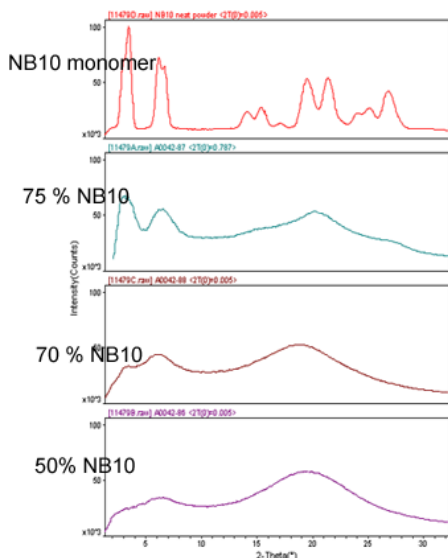 [11479D.raw] NB10 neat powder <2T(0)=0.005>
NB10 monomer
50
x10^3
[11479A.raw] A0042-87 <2T(0)=0.787>
100
75 % NB10
50
x10^3
Intensity(Counts)
[11479C.raw] A0042-88 <2T(0)=0.005>
100
70 % NB10
x10^3
[11479B.raw] A0042-86 <2T(0)=0.005>
100
50% NB10
50
x10^3
5 10 15 20 25 30
2-Theta(°)